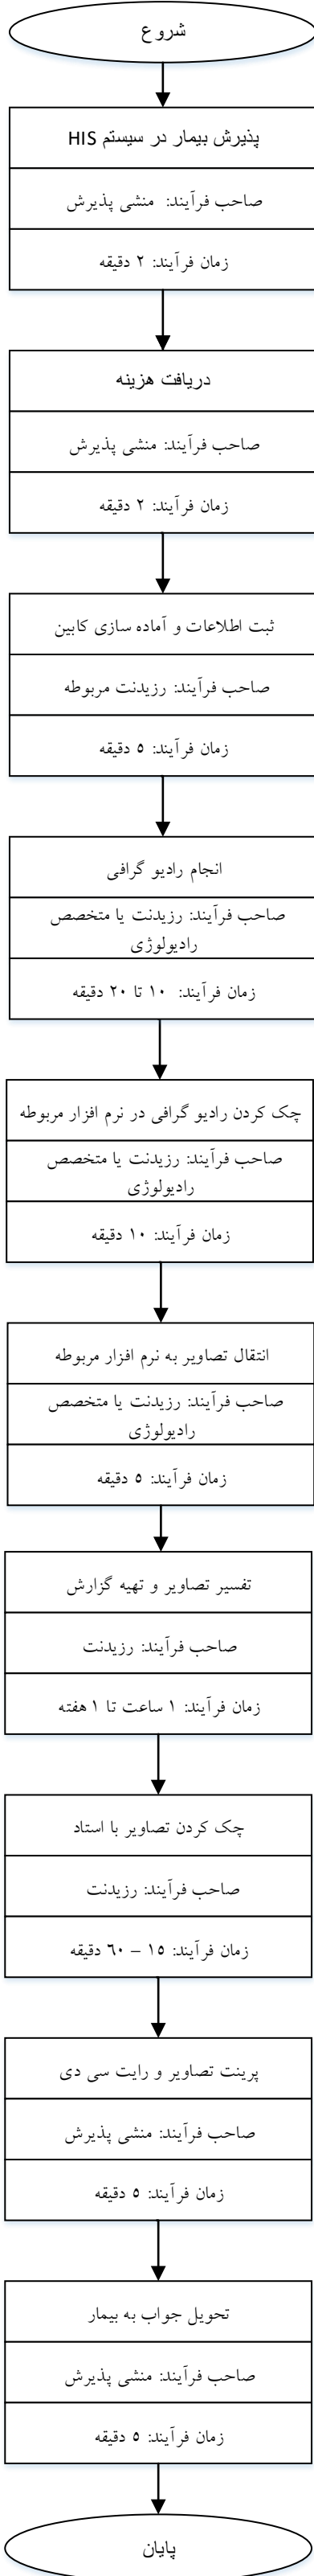 شروع
پذیرش بیمار در سیستم HIS
صاحب فرآیند: منشی پذیرش
زمان فرآیند: ۲ دقیقه
دریافت هزینه
صاحب فرآیند: منشی پذیرش
زمان فرآیند: ۲ دقیقه
ثبت اطلاعات و آماده سازی کابین
صاحب فرآیند: رزیدنت مربوطه
زمان فرآیند: ۵ دقیقه
انجام رادیو گرافی
صاحب فرآیند: رزیدنت یا متخصص
رادیولوژی
زمان فرآیند: ۱۰ تا ۲۰ دقیقه
چک کردن رادیو گرافی در نرم افزار مربوطه
صاحب فرآیند: رزیدنت یا متخصص
رادیولوژی
زمان فرآیند: ۱۰ دقیقه
انتقال تصاویر به نرم افزار مربوطه
صاحب فرآیند: رزیدنت یا متخصص
رادیولوژی
زمان فرآیند: ۵ دقیقه
تفسیر تصاویر و تهیه گزارش
صاحب فرآیند: رزیدنت
زمان فرآیند: ۱ ساعت تا ۱ هفته
چک کردن تصاویر با استاد
صاحب فرآیند: رزیدنت
زمان فرآیند: ۱۵ – ۶۰ دقیقه
پرینت تصاویر و رایت سی دی
صاحب فرآیند: منشی پذیرش
زمان فرآیند: ۵ دقیقه
تحویل جواب به بیمار
صاحب فرآیند: منشی پذیرش
زمان فرآیند: ۵ دقیقه
پایان